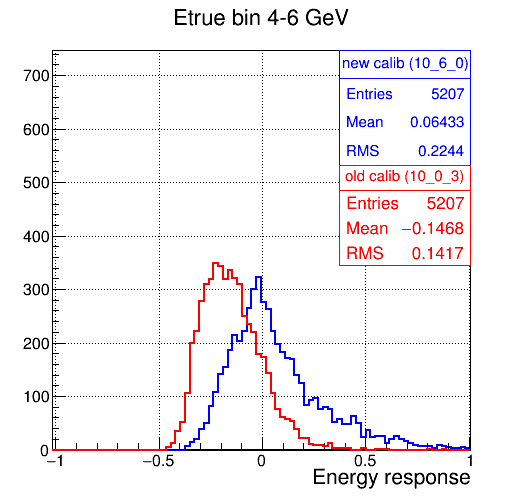 Etrue bin 4-6 GeV
new calib (10_6_0)
Entries 5207
Mean 0.06433
RMS 0.2244
old calib (10_0_3)
Entries 5207
Mean −0.1468
RMS 0.1417
700
600
500
400
300
200
100
0
−1 −0.5 0 0.5 1
Energy response